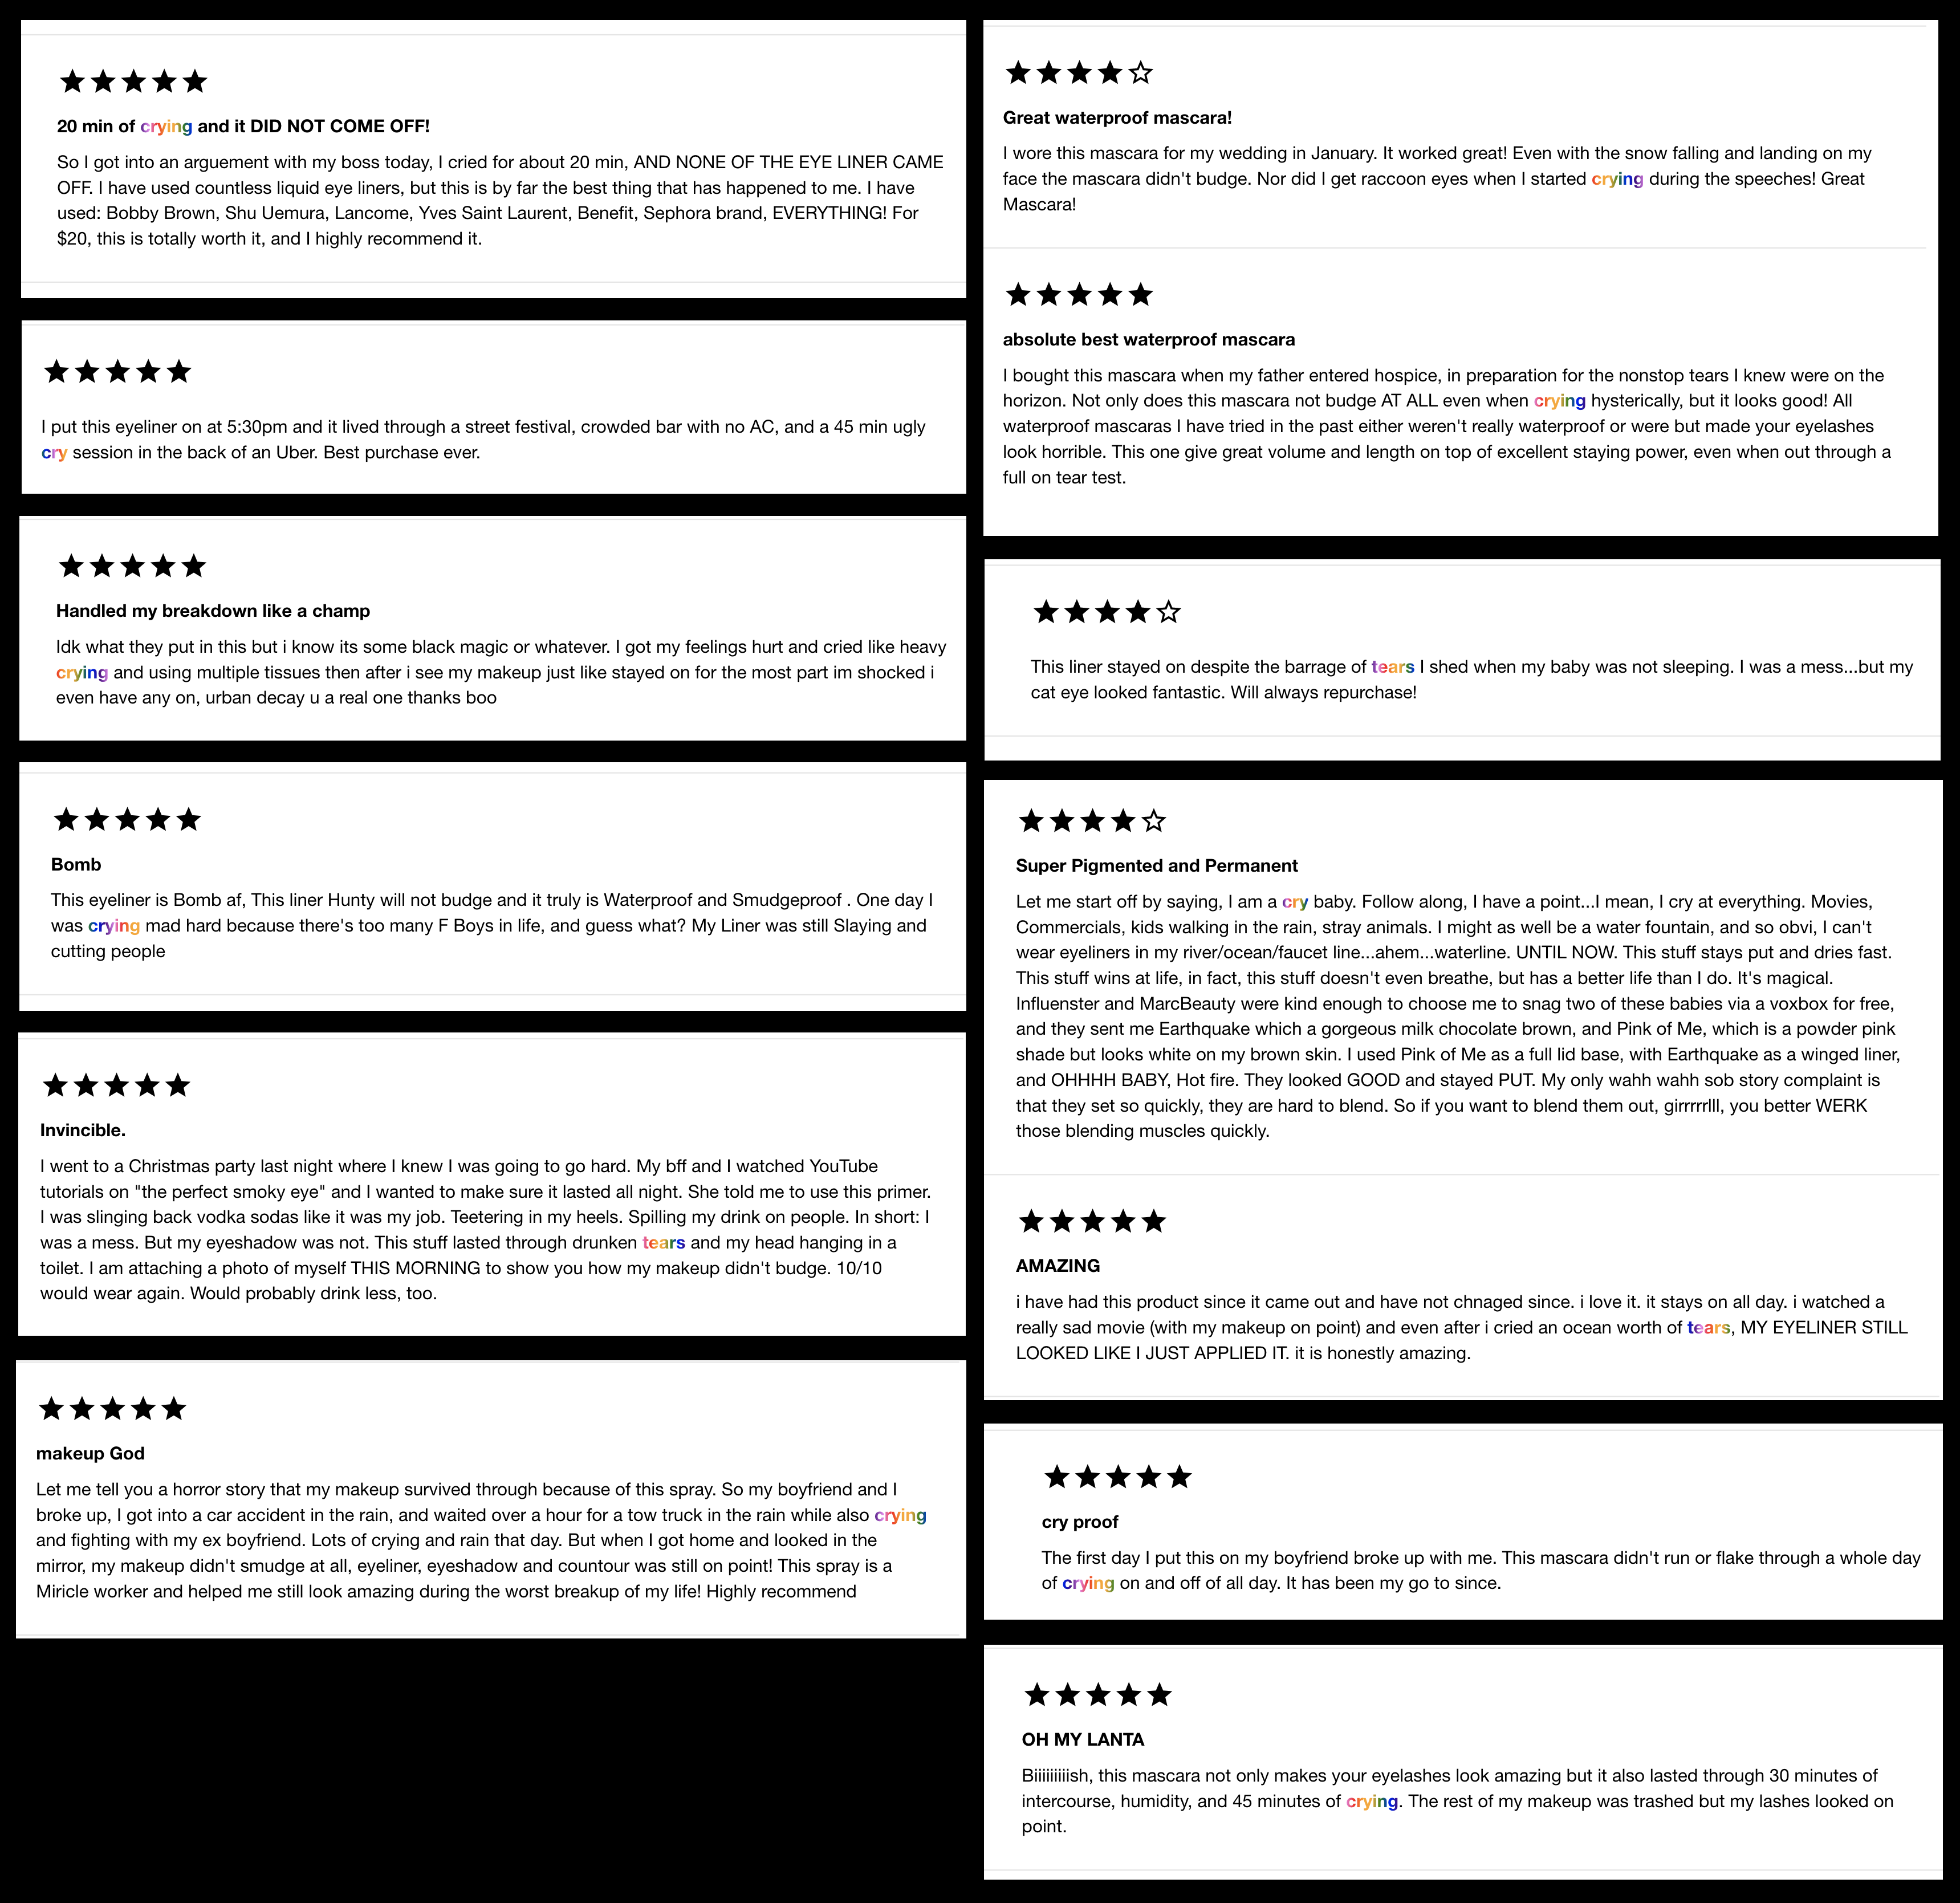 20 min of crying and it DID NOT COME OFF!
So I got into an arguement with my boss today, I cried for about 20 min, AND NONE OF THE EYE LINER CAME
OFF. I have used countless liquid eye liners, but this is by far the best thing that has happened to me. I have
used: Bobby Brown, Shu Uemura, Lancome, Yves Saint Laurent, Benefit, Sephora brand, EVERYTHING! For
$20, this is totally worth it, and I highly recommend it.
I put this eyeliner on at 5:30pm and it lived through a street festival, crowded bar with no AC, and a 45 min ugly
cry session in the back of an Uber. Best purchase ever.
Handled my breakdown like a champ
Idk what they put in this but i know its some black magic or whatever. I got my feelings hurt and cried like heavy
crying and using multiple tissues then after i see my makeup just like stayed on for the most part im shocked i
even have any on, urban decay u a real one thanks boo
Bomb
This eyeliner is Bomb af, This liner Hunty will not budge and it truly is Waterproof and Smudgeproof . One day I
was crying mad hard because there's too many F Boys in life, and guess what? My Liner was still Slaying and
cutting people
Invincible.
I went to a Christmas party last night where I knew I was going to go hard. My bff and I watched YouTube
tutorials on "the perfect smoky eye" and I wanted to make sure it lasted all night. She told me to use this primer.
I was slinging back vodka sodas like it was my job. Teetering in my heels. Spilling my drink on people. In short: I
was a mess. But my eyeshadow was not. This stuff lasted through drunken tears and my head hanging in a
toilet. I am attaching a photo of myself THIS MORNING to show you how my makeup didn't budge. 10/10
would wear again. Would probably drink less, too.
makeup God
Let me tell you a horror story that my makeup survived through because of this spray. So my boyfriend and I
broke up, I got into a car accident in the rain, and waited over a hour for a tow truck in the rain while also crying
and fighting with my ex boyfriend. Lots of crying and rain that day. But when I got home and looked in the
mirror, my makeup didn't smudge at all, eyeliner, eyeshadow and countour was still on point! This spray is a
Miricle worker and helped me still look amazing during the worst breakup of my life! Highly recommend
Great waterproof mascara!
I wore this mascara for my wedding in January. It worked great! Even with the snow falling and landing on my
face the mascara didn't budge. Nor did I get raccoon eyes when I started crying during the speeches! Great
Mascara!
absolute best waterproof mascara
I bought this mascara when my father entered hospice, in preparation for the nonstop tears I knew were on the
horizon. Not only does this mascara not budge AT ALL even when crying hysterically, but it looks good! All
waterproof mascaras I have tried in the past either weren't really waterproof or were but made your eyelashes
look horrible. This one give great volume and length on top of excellent staying power, even when out through a
full on tear test.
This liner stayed on despite the barrage of tears I shed when my baby was not sleeping. I was a mess...but my
cat eye looked fantastic. Will always repurchase!
Super Pigmented and Permanent
Let me start off by saying, I am a cry baby. Follow along, I have a point...I mean, I cry at everything. Movies,
Commercials, kids walking in the rain, stray animals. I might as well be a water fountain, and so obvi, I can't
wear eyeliners in my river/ocean/faucet line...ahem...waterline. UNTIL NOW. This stuff stays put and dries fast.
This stuff wins at life, in fact, this stuff doesn't even breathe, but has a better life than I do. It's magical.
Influenster and MarcBeauty were kind enough to choose me to snag two of these babies via a voxbox for free,
and they sent me Earthquake which a gorgeous milk chocolate brown, and Pink of Me, which is a powder pink
shade but looks white on my brown skin. I used Pink of Me as a full lid base, with Earthquake as a winged liner,
and OHHHH BABY, Hot fire. They looked GOOD and stayed PUT. My only wahh wahh sob story complaint is
that they set so quickly, they are hard to blend. So if you want to blend them out, girrrrrlll, you better WERK
those blending muscles quickly.
AMAZING
i have had this product since it came out and have not chnaged since. i love it. it stays on all day. i watched a
really sad movie (with my makeup on point) and even after i cried an ocean worth of tears, MY EYELINER STILL
LOOKED LIKE I JUST APPLIED IT. it is honestly amazing.
cry proof
The first day I put this on my boyfriend broke up with me. This mascara didn't run or flake through a whole day
of crying on and off of all day. It has been my go to since.
OH MY LANTA
Biiiiiiiiish, this mascara not only makes your eyelashes look amazing but it also lasted through 30 minutes of
intercourse, humidity, and 45 minutes of crying. The rest of my makeup was trashed but my lashes looked on
point.